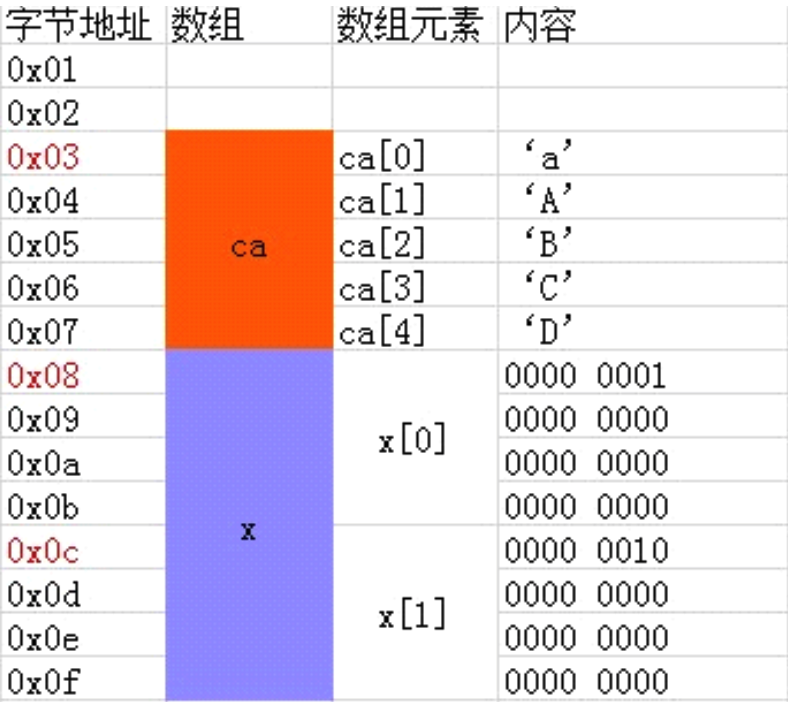 字节地址 数组 数组元素 内容
0x01
0x02
0x03 ca[0] ‘a’
0x04 ca[1] ‘A’
0x05 ca ca[2] ‘B’
0x06 ca[3] ‘C’
0x07 ca[4] ‘D’
0x08 0000 0001
0x09 0000 0000
x[0]
0x0a 0000 0000
0x0b 0000 0000
x
0x0c 0000 0010
0x0d 0000 0000
x[1]
0x0e 0000 0000
0x0f 0000 0000